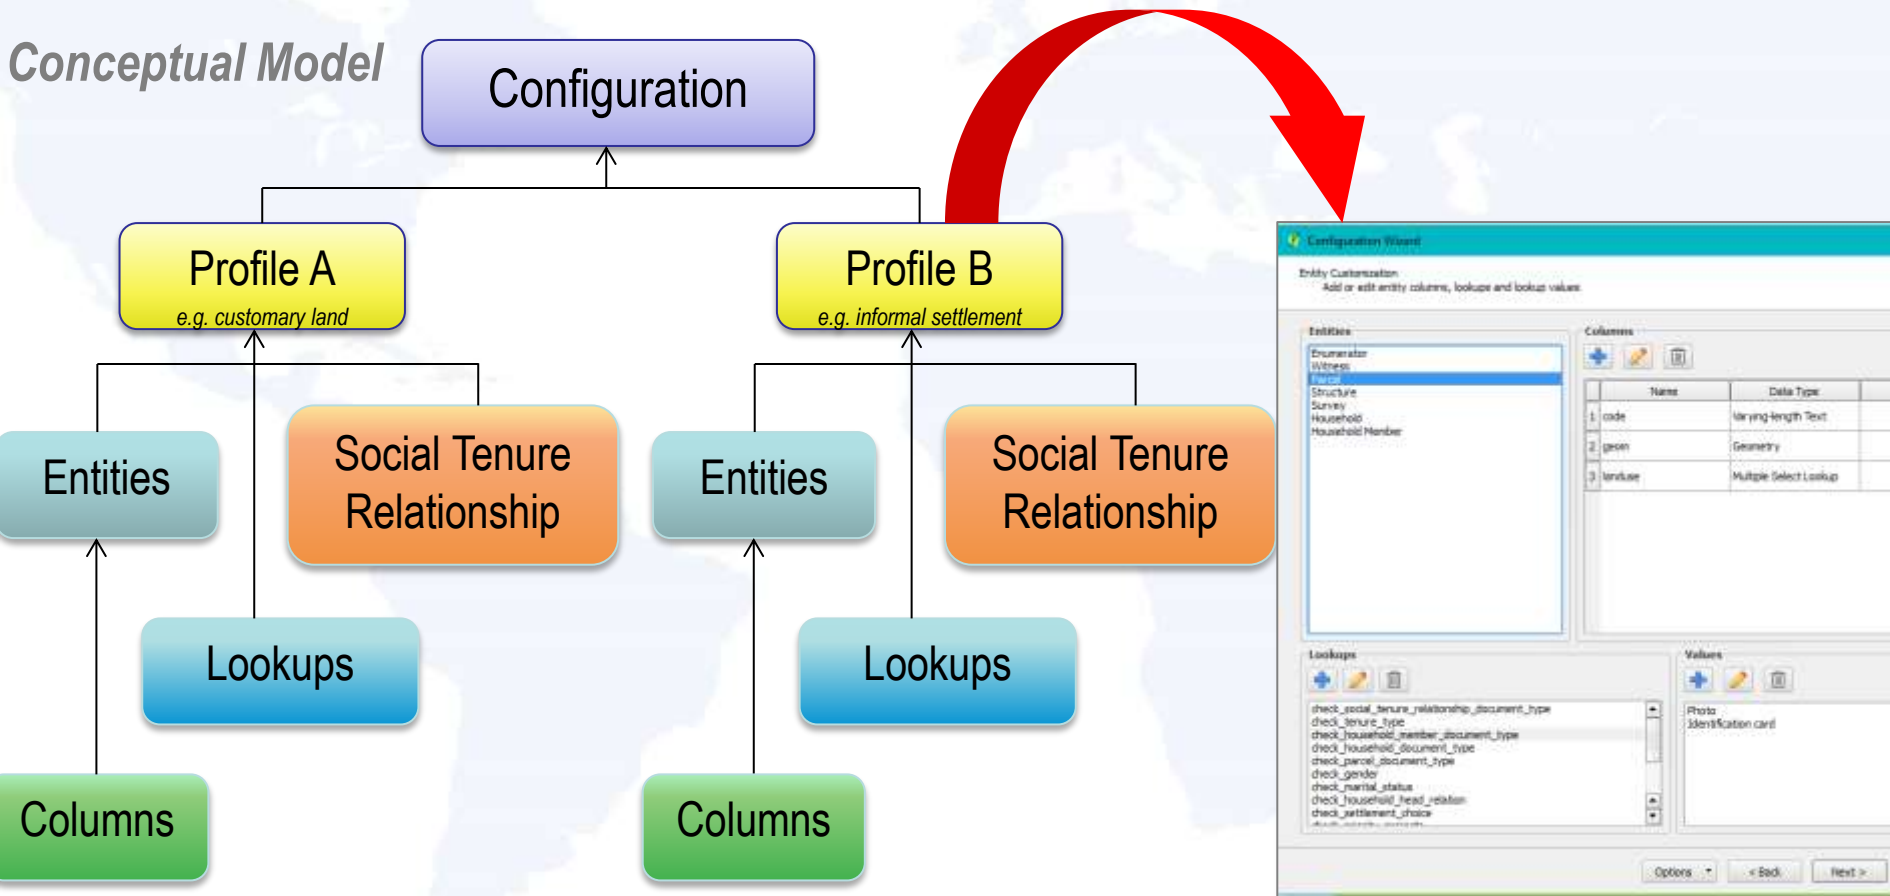 Conceptual Model
Configuration
Profile A
e.g. customary land
Profile B
e.g. informal settlement
Entities
Social Tenure
Relationship
Entities
Social Tenure
Relationship
Lookups
Lookups
Columns
Columns
Configuration Wizard
Entity Customization
Add or edit entity columns, lookups and lookup values
Entities
Enumerator
Witness
Parcel
Structure
Survey
Household
Household Member
Columns
Name Data Type
1 code Varying-length Text
2 geom Geometry
3 landuse Multiple Select Lookup
Lookups
check_social_tenure_relationship_document_type
check_tenure_type
check_household_member_document_type
check_household_document_type
check_parcel_document_type
check_gender
check_marital_status
check_household_head_relation
check_settlement_choice
Values
Photo
Identification card
Options
< Back
Next >